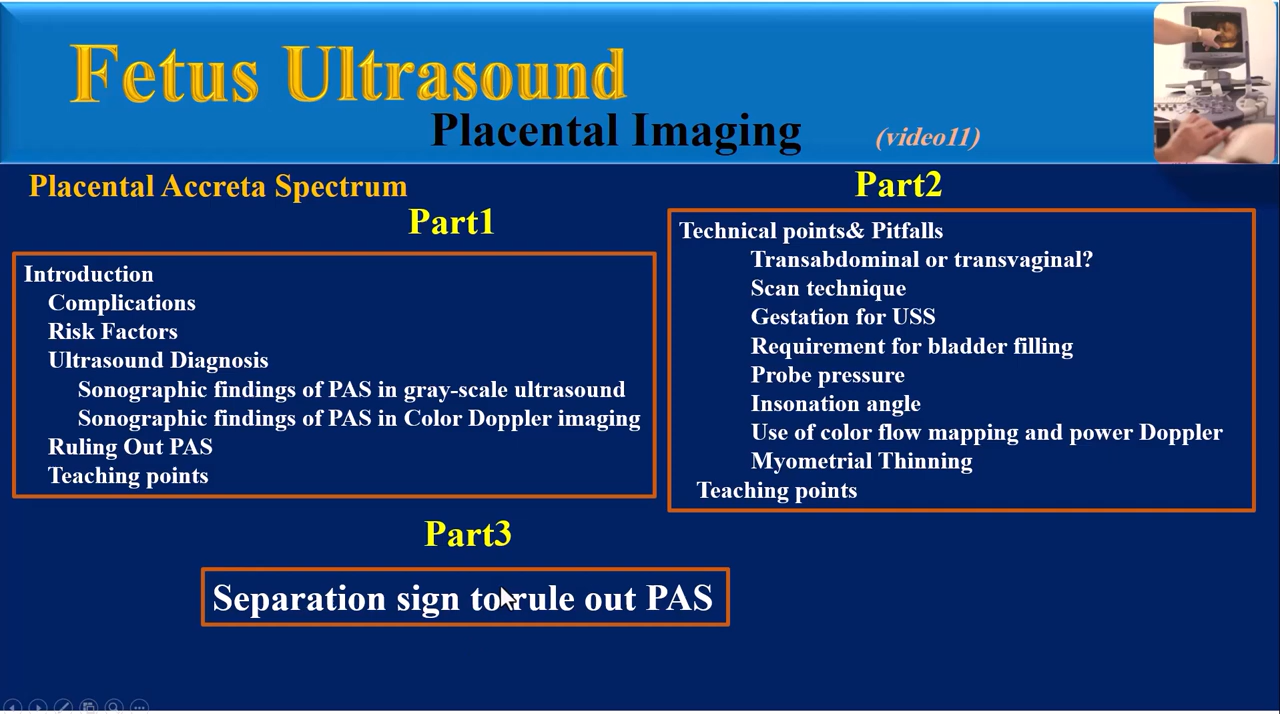 Fetus Ultrasound
Placental Imaging
(video11)
Placental Accreta Spectrum
Part1
Introduction
Complications
Risk Factors
Ultrasound Diagnosis
Sonographic findings of PAS in gray-scale ultrasound
Sonographic findings of PAS in Color Doppler imaging
Ruling Out PAS
Teaching points
Part2
Technical points& Pitfalls
Transabdominal or transvaginal?
Scan technique
Gestation for USS
Requirement for bladder filling
Probe pressure
Insonation angle
Use of color flow mapping and power Doppler
Myometrial Thinning
Teaching points
Part3
Separation sign to rule out PAS